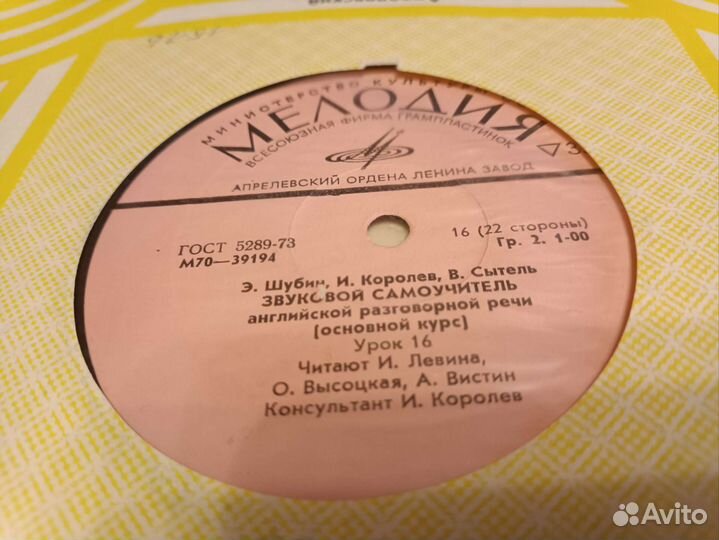 МИНИСТЕРСТВО КУЛЬТУРЫ
МЕЛОДИЯ
ВСЕСОЮЗНАЯ ФИРМА ГРАМПЛАСТИНОК
АПРЕЛЕВСКИЙ ОРДЕНА ЛЕНИНА ЗАВОД
ГОСТ 5289-73
М70—39194
16 (22 стороны)
Гр. 2. 1-00
Э. Шубин, И. Королев, В. Сытель
ЗВУКОВОЙ САМОУЧИТЕЛЬ
английской разговорной речи
(основной курс)
Урок 16
Читают И. Левина,
О. Высоцкая, А. Вистин
Консультант И. Королев
Avito